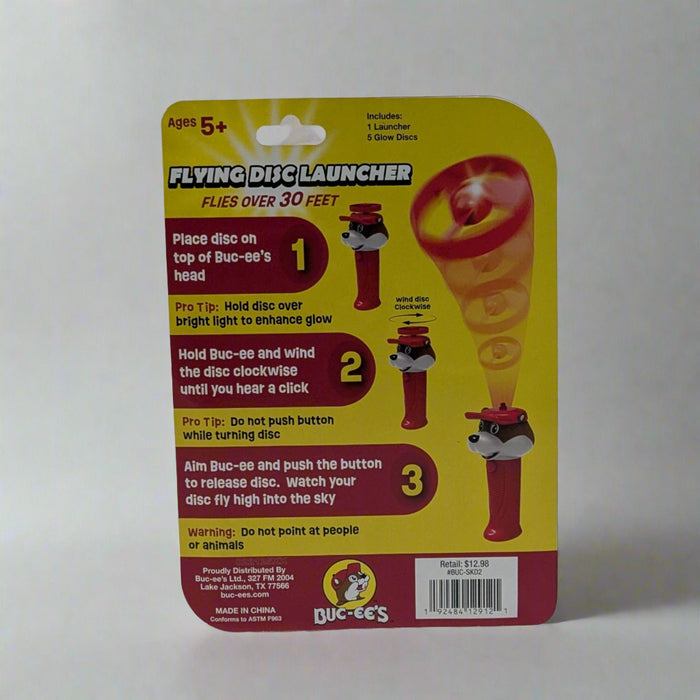 Ages 5+
Includes:
1 Launcher
5 Glow Discs
FLYING DISC LAUNCHER
FLIES OVER 30 FEET
Place disc on
top of Buc-ee's
head
1
Pro Tip: Hold disc over
bright light to enhance glow
wind disc
Clockwise
Hold Buc-ee and wind
the disc clockwise
until you hear a click
2
Pro Tip: Do not push button
while turning disc
Aim Buc-ee and push the button
to release disc. Watch your
disc fly high into the sky
3
Warning: Do not point at people
or animals
Proudly Distributed By
Buc-ee's Ltd., 327 FM 2004
Lake Jackson, TX 77566
buc-ees.com
MADE IN CHINA
Conforms to ASTM F963
BUC-EE'S
Retail: $12.98
#BUC-SKD2
1 92484 12912 1